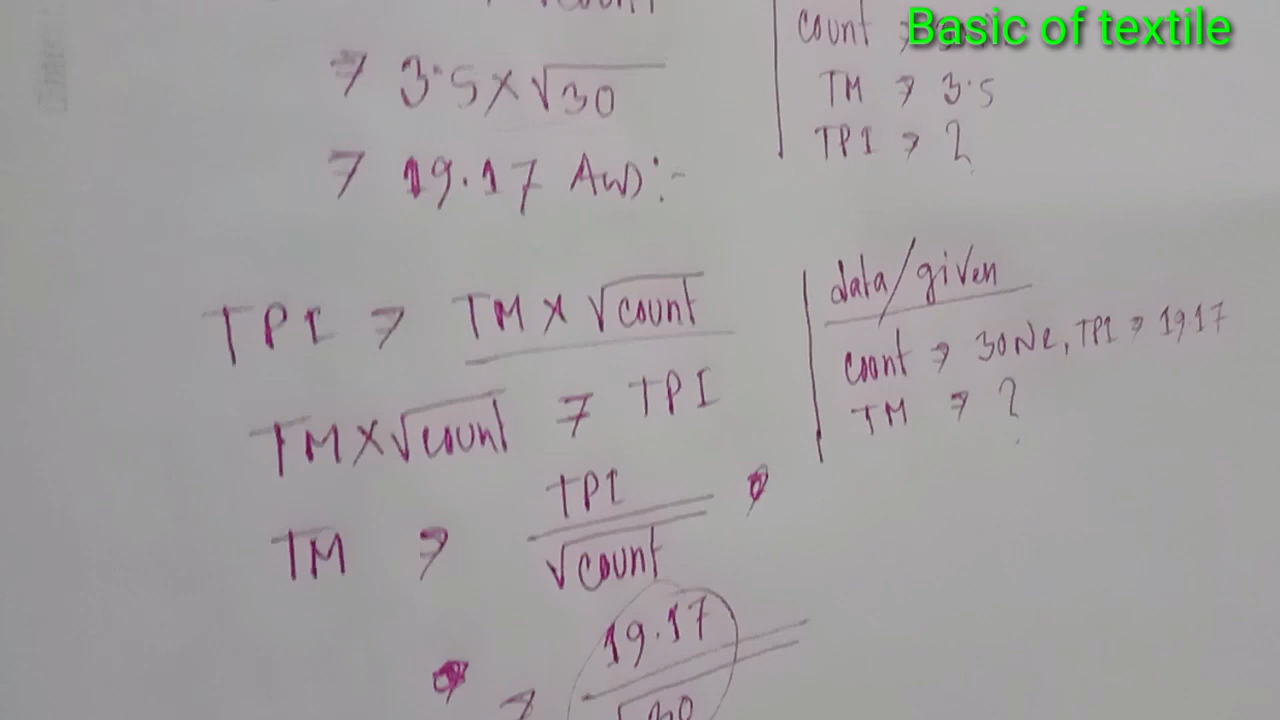 Basic of textile
count
TM → 3.5
TPI → ?
→ 3.5 × √30
→ 19.17 Ans:-
TPI → TM × √count
TM × √count → TPI
TM → TPI / √count
→ 19.17 / √30
data/given
count → 30Ne, TPI → 19.17
TM → ?